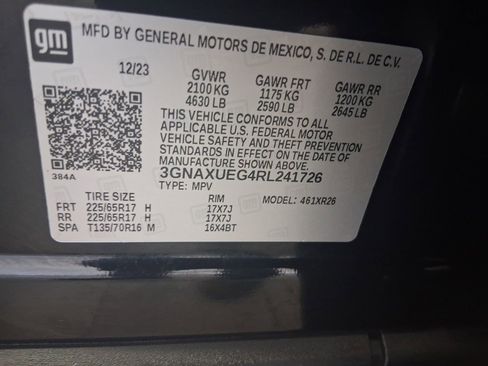 gm
MFD BY GENERAL MOTORS DE MEXICO, S. DE R.L. DE C.V.
12/23 GVWR GAWR FRT GAWR RR
2100 KG 1175 KG 1200 KG
4630 LB 2590 LB 2645 LB
THIS VEHICLE CONFORMS TO ALL
APPLICABLE U.S. FEDERAL MOTOR
VEHICLE SAFETY AND THEFT PREVENTION
STANDARDS IN EFFECT ON THE DATE OF
MANUFACTURE SHOWN ABOVE.
384A 3GNAXUEG4RL241726
TYPE: MPV MODEL: 461XR26
TIRE SIZE RIM
FRT 225/65R17 H 17X7J
RR 225/65R17 H 17X7J
SPA T135/70R16 M 16X4BT